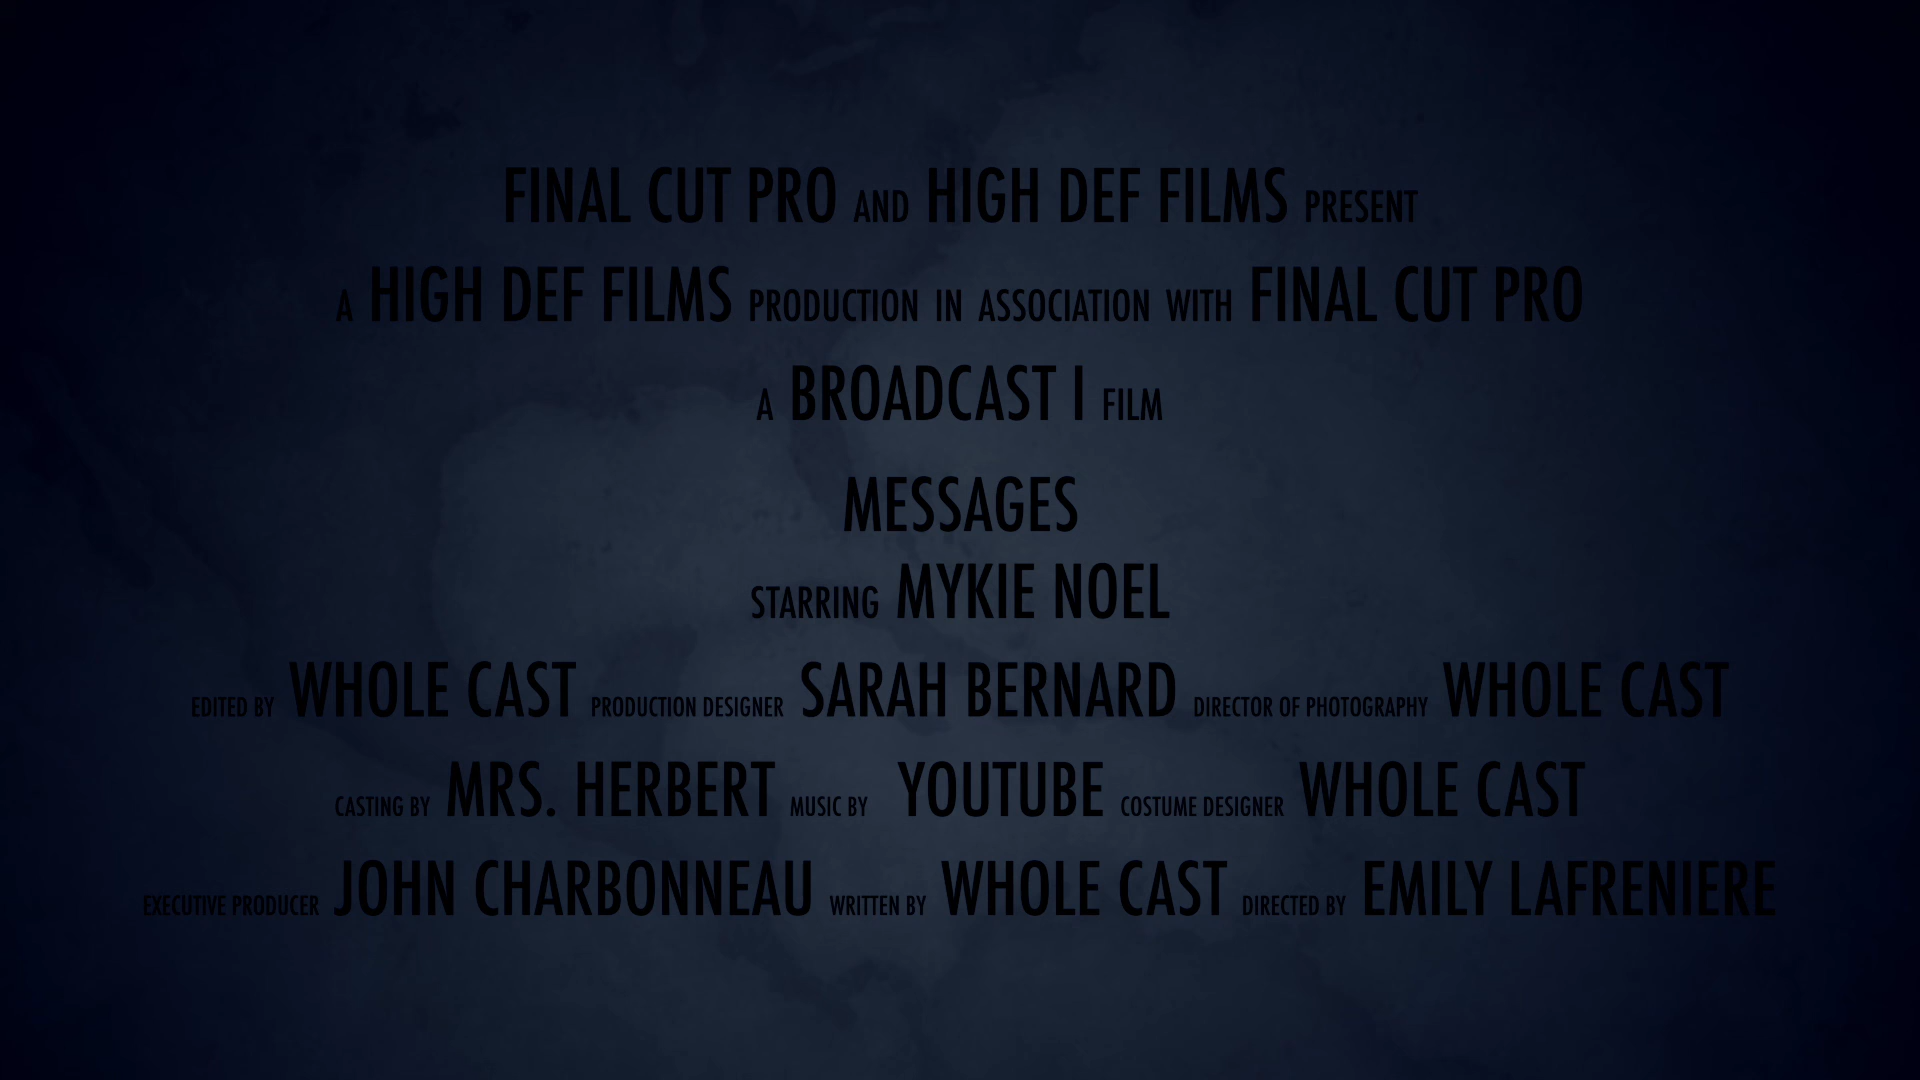 FINAL CUT PRO AND HIGH DEF FILMS PRESENT
A HIGH DEF FILMS PRODUCTION IN ASSOCIATION WITH FINAL CUT PRO
A BROADCAST I FILM
MESSAGES
STARRING MYKIE NOEL
EDITED BY WHOLE CAST PRODUCTION DESIGNER SARAH BERNARD DIRECTOR OF PHOTOGRAPHY WHOLE CAST
CASTING BY MRS. HERBERT MUSIC BY YOUTUBE COSTUME DESIGNER WHOLE CAST
EXECUTIVE PRODUCER JOHN CHARBONNEAU WRITTEN BY WHOLE CAST DIRECTED BY EMILY LAFRENIERE